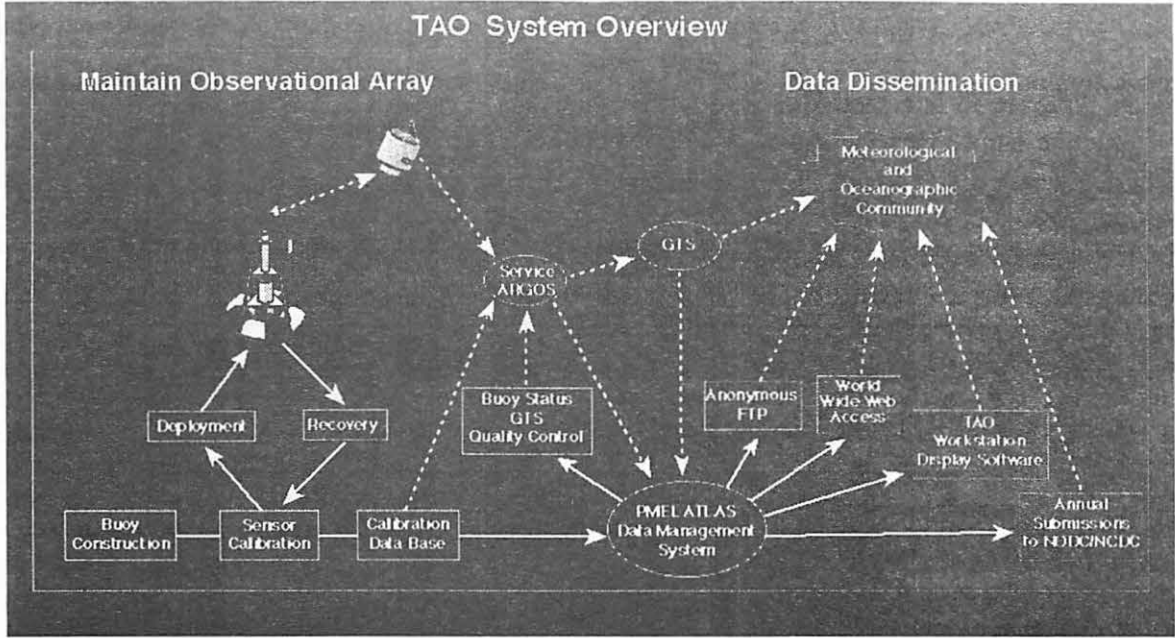 TAO System Overview
Maintain Observational Array
Data Dissemination
Meteorological
and
Oceanographic
Community
GTS
Service
ARGOS
Buoy Status
GTS
Quality Control
Anonymous
FTP
World
Wide Web
Access
TAO
Workstation
Display Software
Deployment
Recovery
Buoy
Construction
Sensor
Calibration
Calibration
Data Base
PMEL ATLAS
Data Management
System
Annual
Submissions
to NODC/NCDC